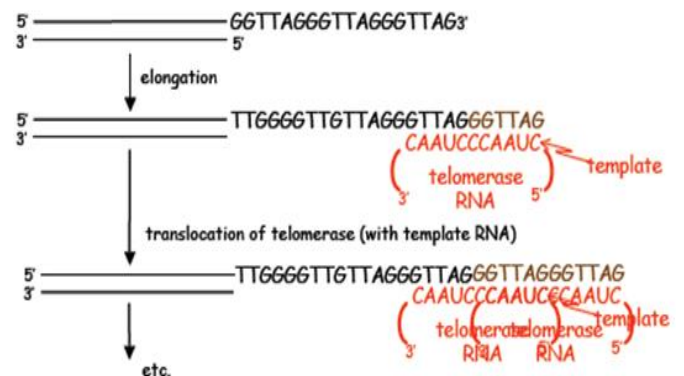 5' GGTTAGGGTTAGGGTTAG3'
3' 5'
elongation
5' TTGGGGTTGTTAGGGTTAGGGTTAG
3' CAAUCCCAAUC
template
telomerase
3' RNA 5'
translocation of telomerase (with template RNA)
5' TTGGGGTTGTTAGGGTTAGGGTTAGGGTTAG
3' CAAUCCCAAUCCCAAUC
template
telomerase telomerase
3' RNA RNA 5'
etc.